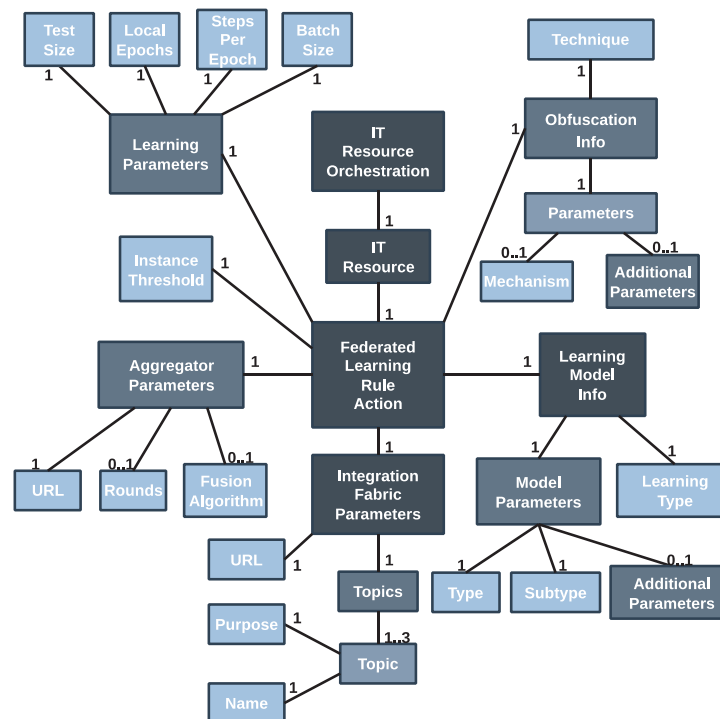 Test
Size
Local
Epochs
Steps
Per
Epoch
Batch
Size
1
1
1
1
Learning
Parameters
1
IT
Resource
Orchestration
1
IT
Resource
1
Technique
1
Obfuscation
Info
1
1
Parameters
0..1
0..1
Mechanism
Additional
Parameters
Instance
Threshold
1
Federated
Learning
Rule
Action
Aggregator
Parameters
1
1
0..1
0..1
URL
Rounds
Fusion
Algorithm
1
Learning
Model
Info
1
1
Model
Parameters
Learning
Type
1
1
0..1
Type
Subtype
Additional
Parameters
1
Integration
Fabric
Parameters
URL
1
1
Topics
1..3
Topic
Purpose
1
Name
1